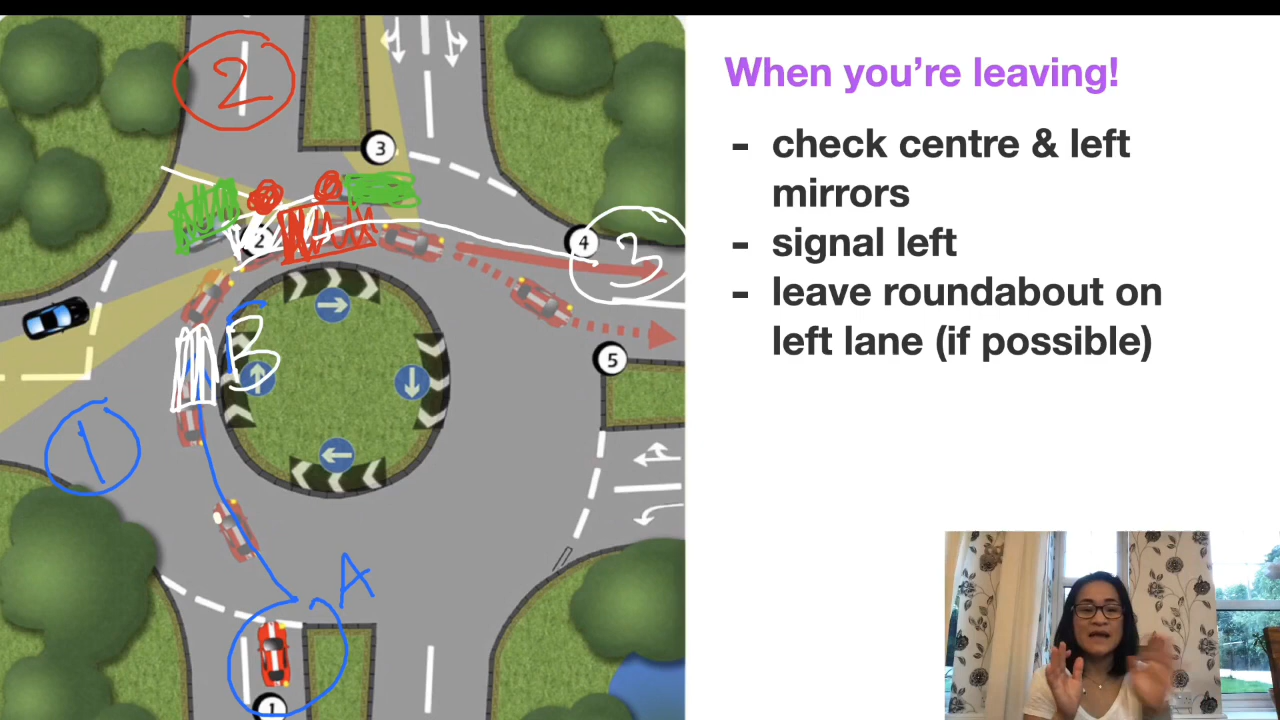 When you're leaving!
- check centre & left
mirrors
- signal left
- leave roundabout on
left lane (if possible)
2
3
2
4
3
B
5
1
A
1